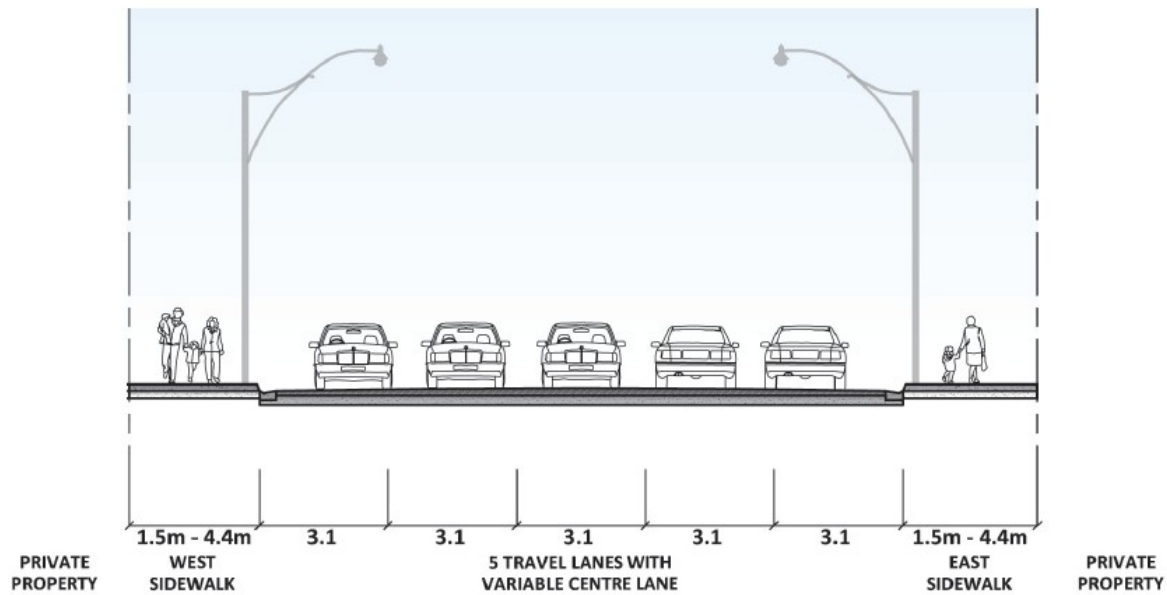 1.5m - 4.4m 3.1 3.1 3.1 3.1 3.1 1.5m - 4.4m
PRIVATE WEST 5 TRAVEL LANES WITH EAST PRIVATE
PROPERTY SIDEWALK VARIABLE CENTRE LANE SIDEWALK PROPERTY